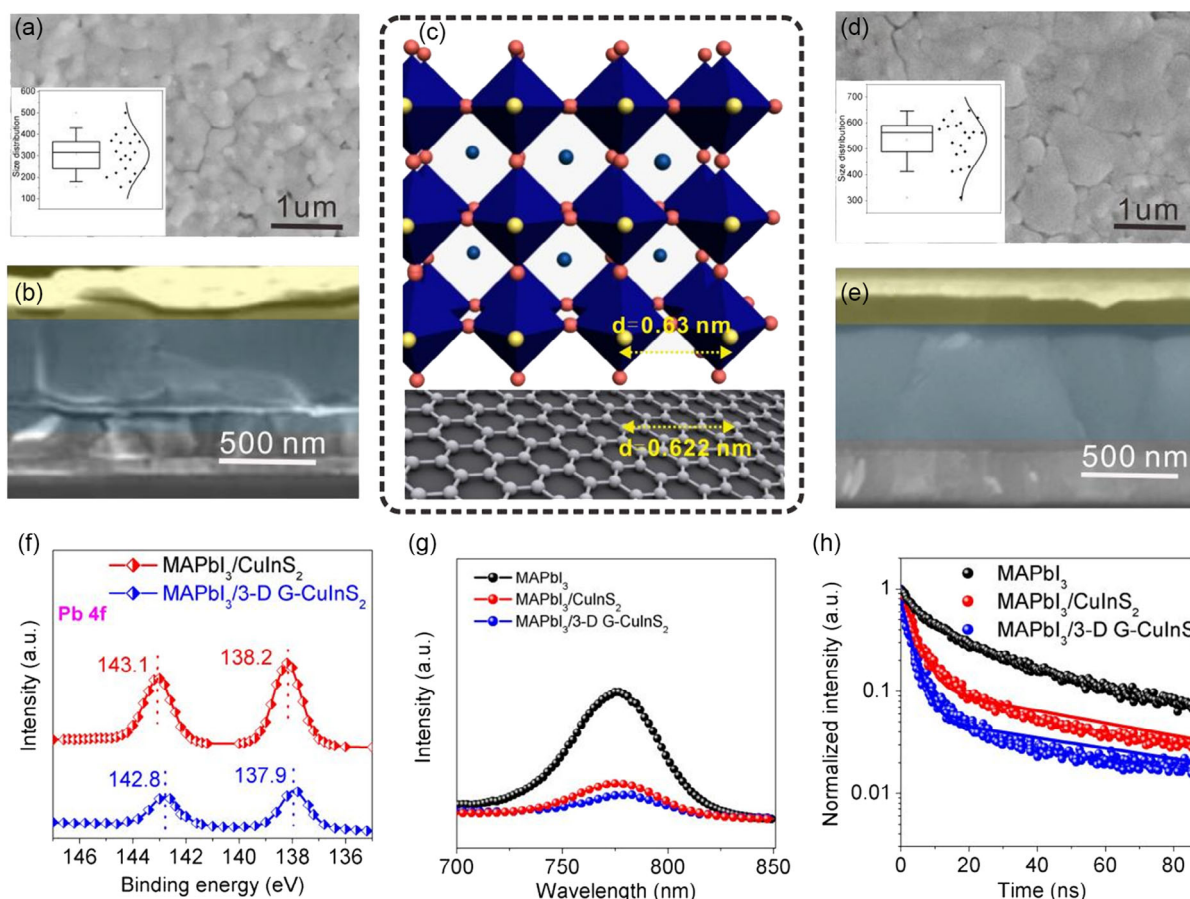 (a)
Size distribution
600
500
400
300
200
100
1um
(b)
500 nm
(c)
d=0.63 nm
d=0.622 nm
(d)
Size distribution
700
600
500
400
300
1um
(e)
500 nm
(f)
MAPbI₃/CuInS₂
MAPbI₃/3-D G-CuInS₂
Pb 4f
143.1
138.2
142.8
137.9
Intensity (a.u.)
146 144 142 140 138 136
Binding energy (eV)
(g)
MAPbI₃
MAPbI₃/CuInS₂
MAPbI₃/3-D G-CuInS₂
Intensity (a.u.)
700 750 800 850
Wavelength (nm)
(h)
MAPbI₃
MAPbI₃/CuInS₂
MAPbI₃/3-D G-CuInS
Normalized intensity (a.u.)
1
0.1
0.01
0 20 40 60 80
Time (ns)